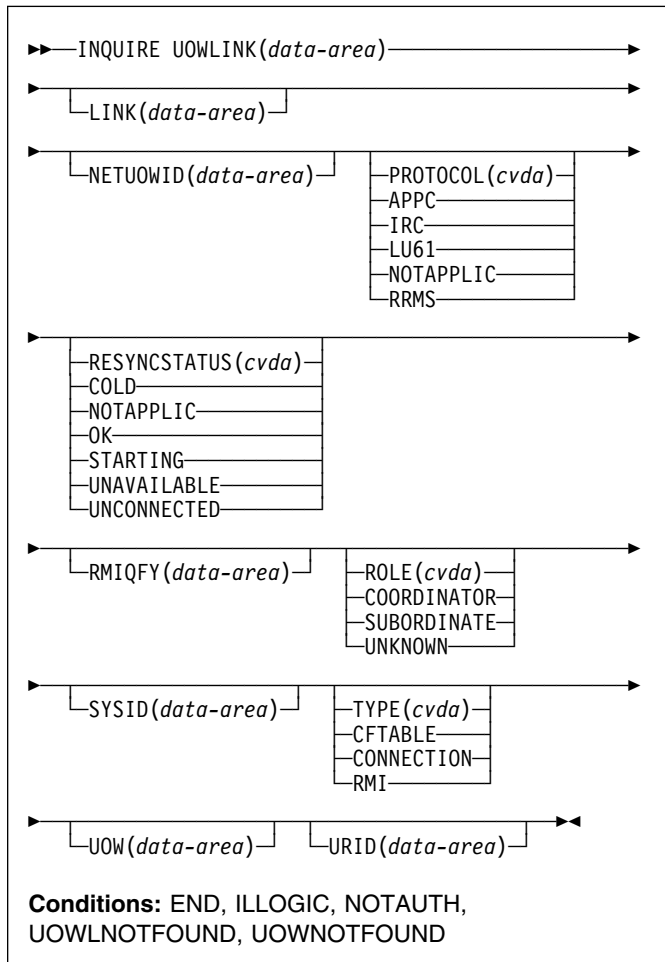 INQUIRE UOWLINK(data-area)
LINK(data-area)
NETUOWID(data-area) PROTOCOL(cvda)
APPC
IRC
LU61
NOTAPPLIC
RRMS
RESYNCSTATUS(cvda)
COLD
NOTAPPLIC
OK
STARTING
UNAVAILABLE
UNCONNECTED
RMIQFY(data-area) ROLE(cvda)
COORDINATOR
SUBORDINATE
UNKNOWN
SYSID(data-area) TYPE(cvda)
CFTABLE
CONNECTION
RMI
UOW(data-area) URID(data-area)
Conditions: END, ILLOGIC, NOTAUTH,
UOWLNOTFOUND, UOWNOTFOUND